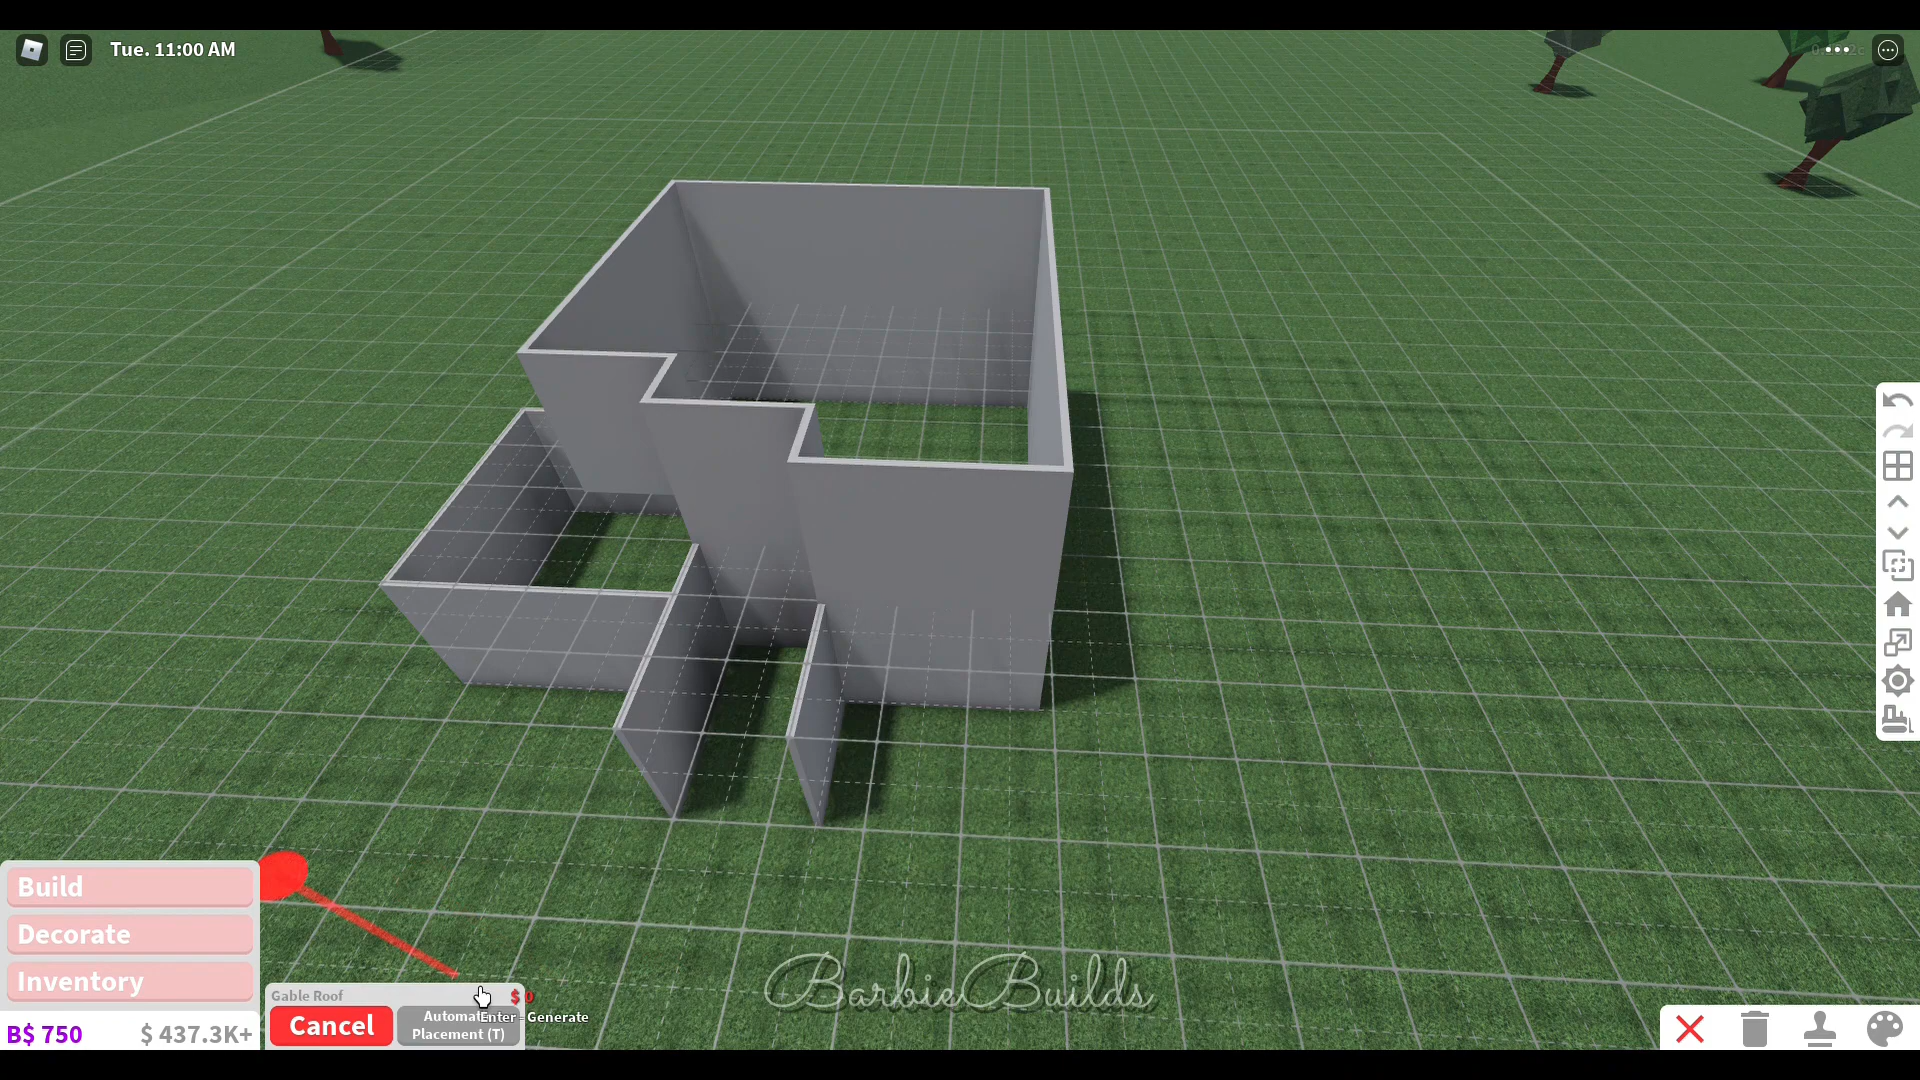 Tue. 11:00 AM
Build
Decorate
Inventory
B$ 750
$ 437.3K+
Gable Roof
$ 0
Cancel
Automat
Placement (T)
Enter - Generate
BarbieBuilds